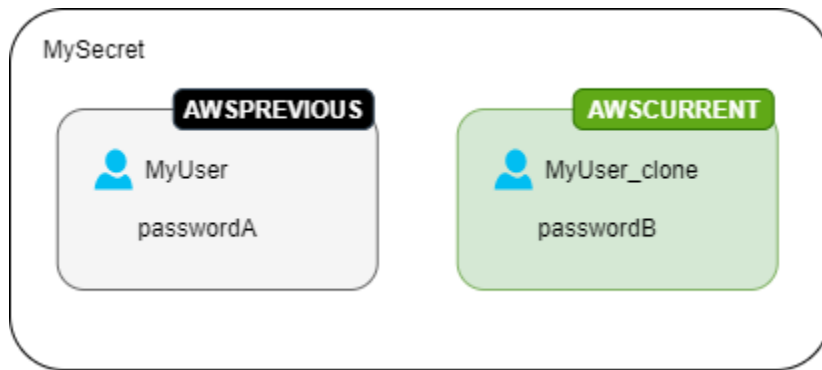 MySecret
AWSPREVIOUS
MyUser
passwordA
AWSCURRENT
MyUser_clone
passwordB